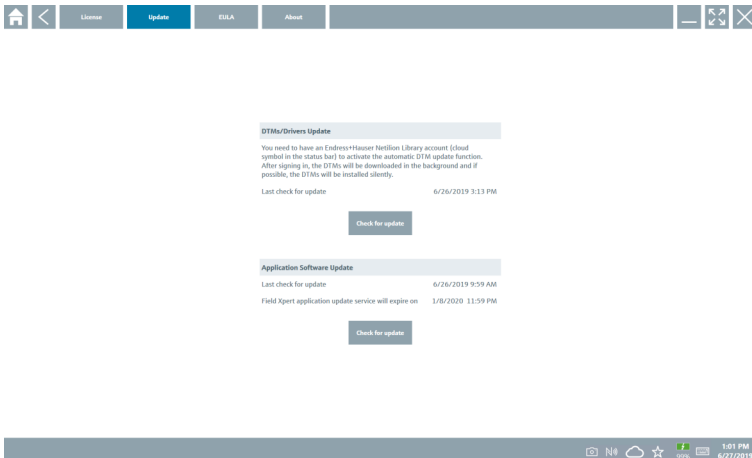 License Update EULA About
DTMs/Drivers Update
You need to have an Endress+Hauser Netilion Library account (cloud
symbol in the status bar) to activate the automatic DTM update function.
After signing in, the DTMs will be downloaded in the background and if
possible, the DTMs will be installed silently.
Last check for update 6/26/2019 3:13 PM
Check for update
Application Software Update
Last check for update 6/26/2019 9:59 AM
Field Xpert application update service will expire on 1/8/2020 11:59 PM
Check for update
99%
1:01 PM
6/27/2019